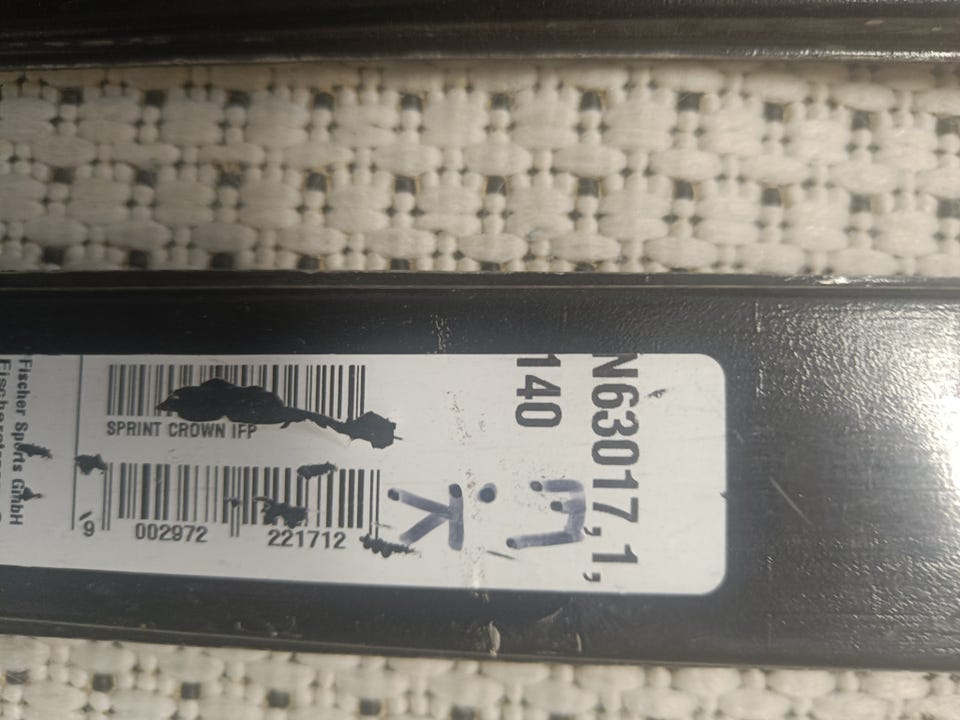 N63017,1,
140
SPRINT CROWN IFP
9 002972 221712
E.K
Fischer Sports GmbH